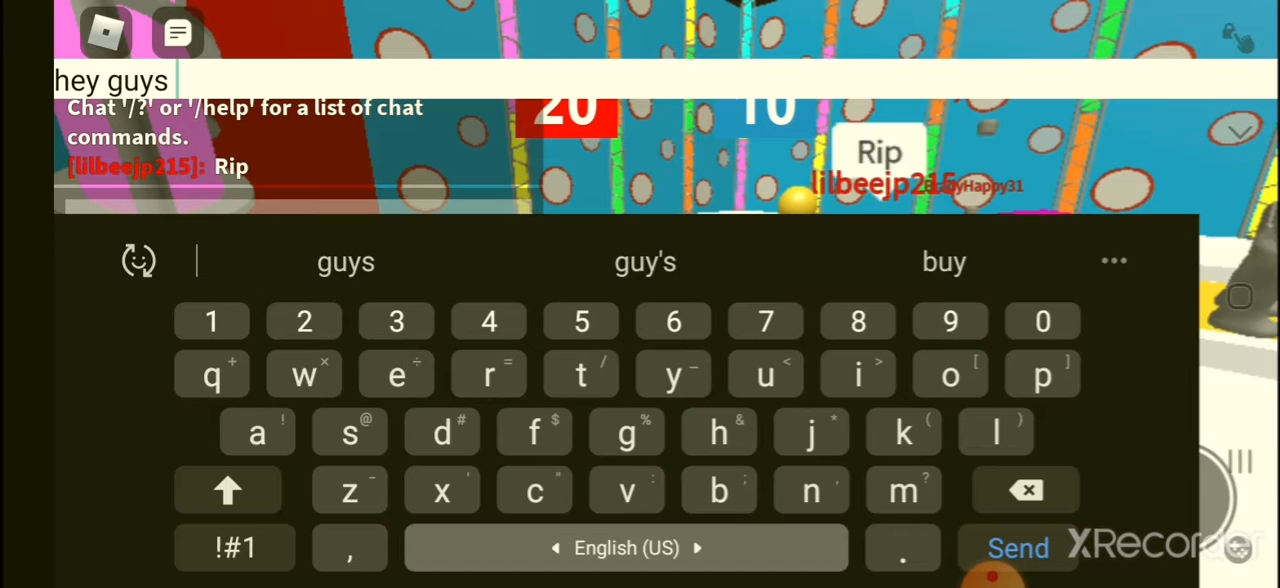 hey guys
Chat '/?' or '/help' for a list of chat
commands.
[lilbeejp215]: Rip
20 10
Rip
lilbeejp215
guys guy's buy •••
1 2 3 4 5 6 7 8 9 0
q + w × e ÷ r = t / y – u < i > o [ p ]
a ! s @ d # f $ g % h & j * k ( l )
z - x ' c " v : b ; n , m ?
!#1 , English (US) . Send
XRecorder